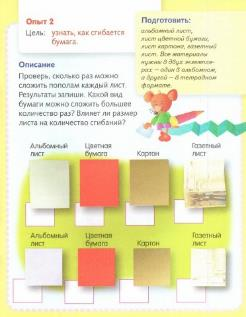 Опыт 2
Цель: узнать, как сгибается
бумага.
Подготовить:
альбомный лист,
лист цветной бумаги,
лист картона, газетный
лист. Все материалы
нужны в двух экземпля-
рах – один в альбомном,
а другой – в тетрадном
формате.
Описание
Проверь, сколько раз можно
сложить пополам каждый лист.
Результаты запиши. Какой вид
бумаги можно сложить большее
количество раз? Влияет ли размер
листа на количество сгибаний?
Альбомный лист
Цветная бумага
Картон
Газетный лист
Альбомный лист
Цветная бумага
Картон
Газетный лист